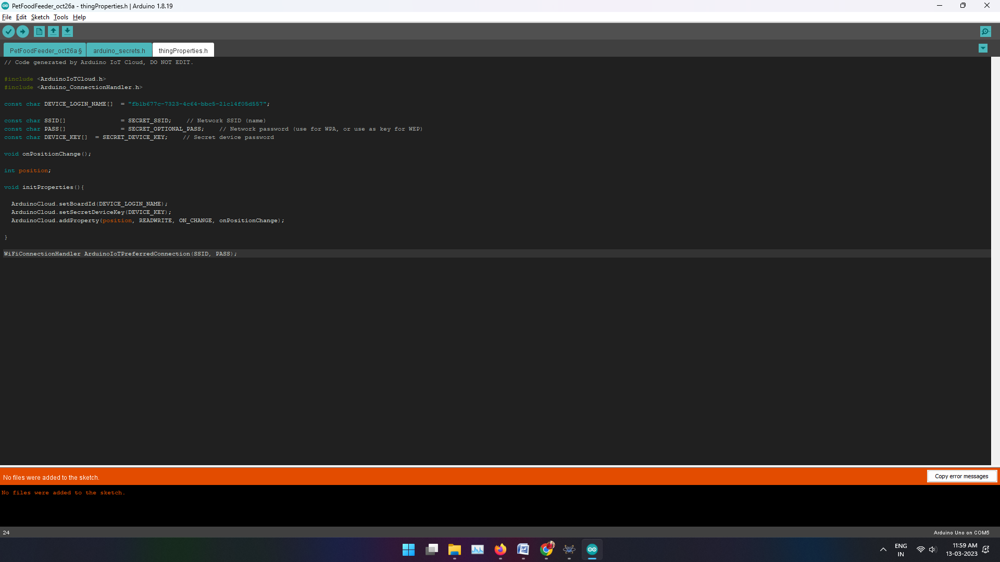 PetFoodFeeder_oct26a - thingProperties.h | Arduino 1.8.19
File Edit Sketch Tools Help
PetFoodFeeder_oct26a § arduino_secrets.h thingProperties.h
// Code generated by Arduino IoT Cloud, DO NOT EDIT.
#include <ArduinoIoTCloud.h>
#include <Arduino_ConnectionHandler.h>
const char DEVICE_LOGIN_NAME[]  = "fb1b677c-7323-4c64-bbc5-21c14f05d557";
const char SSID[]               = SECRET_SSID;    // Network SSID (name)
const char PASS[]               = SECRET_OPTIONAL_PASS;    // Network password (use for WPA, or use as key for WEP)
const char DEVICE_KEY[]  = SECRET_DEVICE_KEY;    // Secret device password
void onPositionChange();
int position;
void initProperties(){
  ArduinoCloud.setBoardId(DEVICE_LOGIN_NAME);
  ArduinoCloud.setSecretDeviceKey(DEVICE_KEY);
  ArduinoCloud.addProperty(position, READWRITE, ON_CHANGE, onPositionChange);
}
WiFiConnectionHandler ArduinoIoTPreferredConnection(SSID, PASS);
No files were added to the sketch.
Copy error messages
No files were added to the sketch.
24
Arduino Uno on COM5
ENG
IN
11:59 AM
13-03-2023